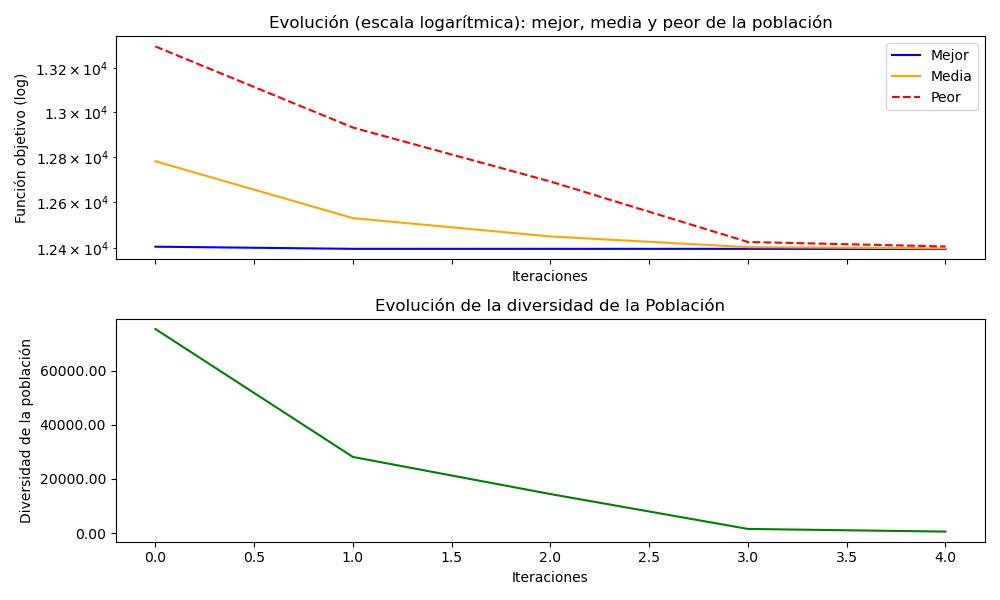 Evolución (escala logarítmica): mejor, media y peor de la población
Función objetivo (log)
1.32 × 10⁴
1.3 × 10⁴
1.28 × 10⁴
1.26 × 10⁴
1.24 × 10⁴
Mejor
Media
Peor
Iteraciones
Evolución de la diversidad de la Población
Diversidad de la población
60000.00
40000.00
20000.00
0.00
0.0 0.5 1.0 1.5 2.0 2.5 3.0 3.5 4.0
Iteraciones